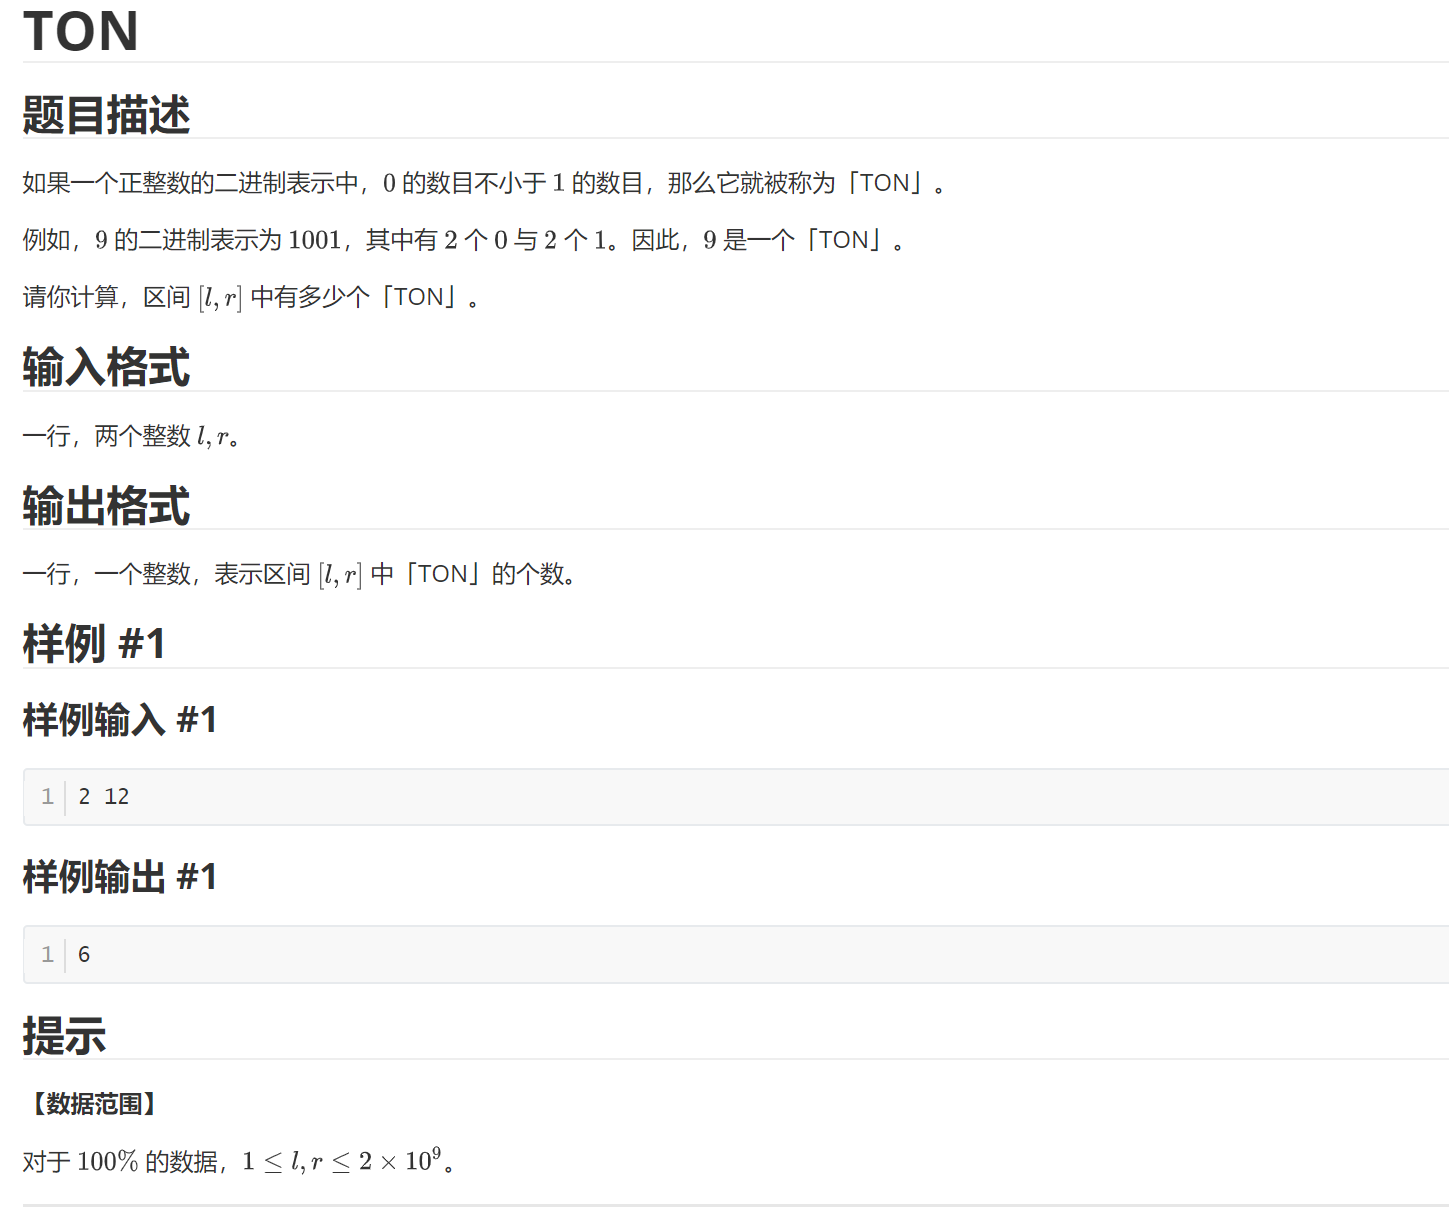 TON
题目描述
如果一个正整数的二进制表示中，0 的数目不小于 1 的数目，那么它就被称为「TON」。
例如，9 的二进制表示为 1001，其中有 2 个 0 与 2 个 1。因此，9 是一个「TON」。
请你计算，区间 [l, r] 中有多少个「TON」。
输入格式
一行，两个整数 l, r。
输出格式
一行，一个整数，表示区间 [l, r] 中「TON」的个数。
样例 #1
样例输入 #1
1 2 12
样例输出 #1
1 6
提示
【数据范围】
对于 100% 的数据，1 ≤ l, r ≤ 2 × 10⁹。